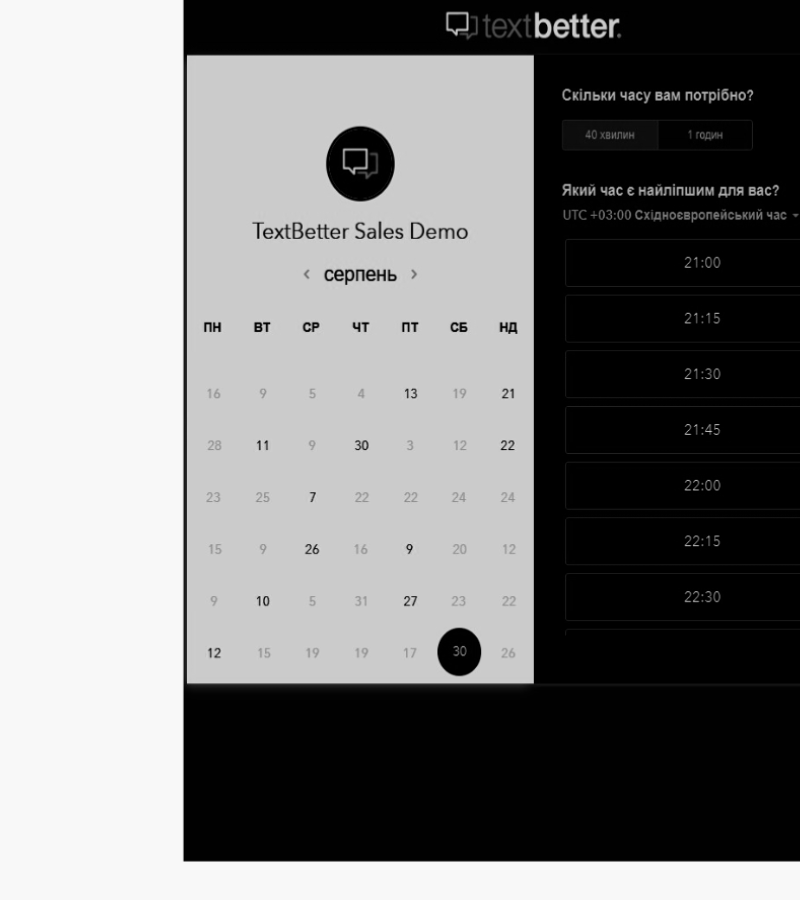 textbetter.
TextBetter Sales Demo
‹ серпень ›
ПН ВТ СР ЧТ ПТ СБ НД
16 9 5 4 13 19 21
28 11 9 30 3 12 22
23 25 7 22 22 24 24
15 9 26 16 9 20 12
9 10 5 31 27 23 22
12 15 19 19 17 30 26
Скільки часу вам потрібно?
40 хвилин 1 годин
Який час є найліпшим для вас?
UTC +03:00 Східноєвропейський час
21:00
21:15
21:30
21:45
22:00
22:15
22:30